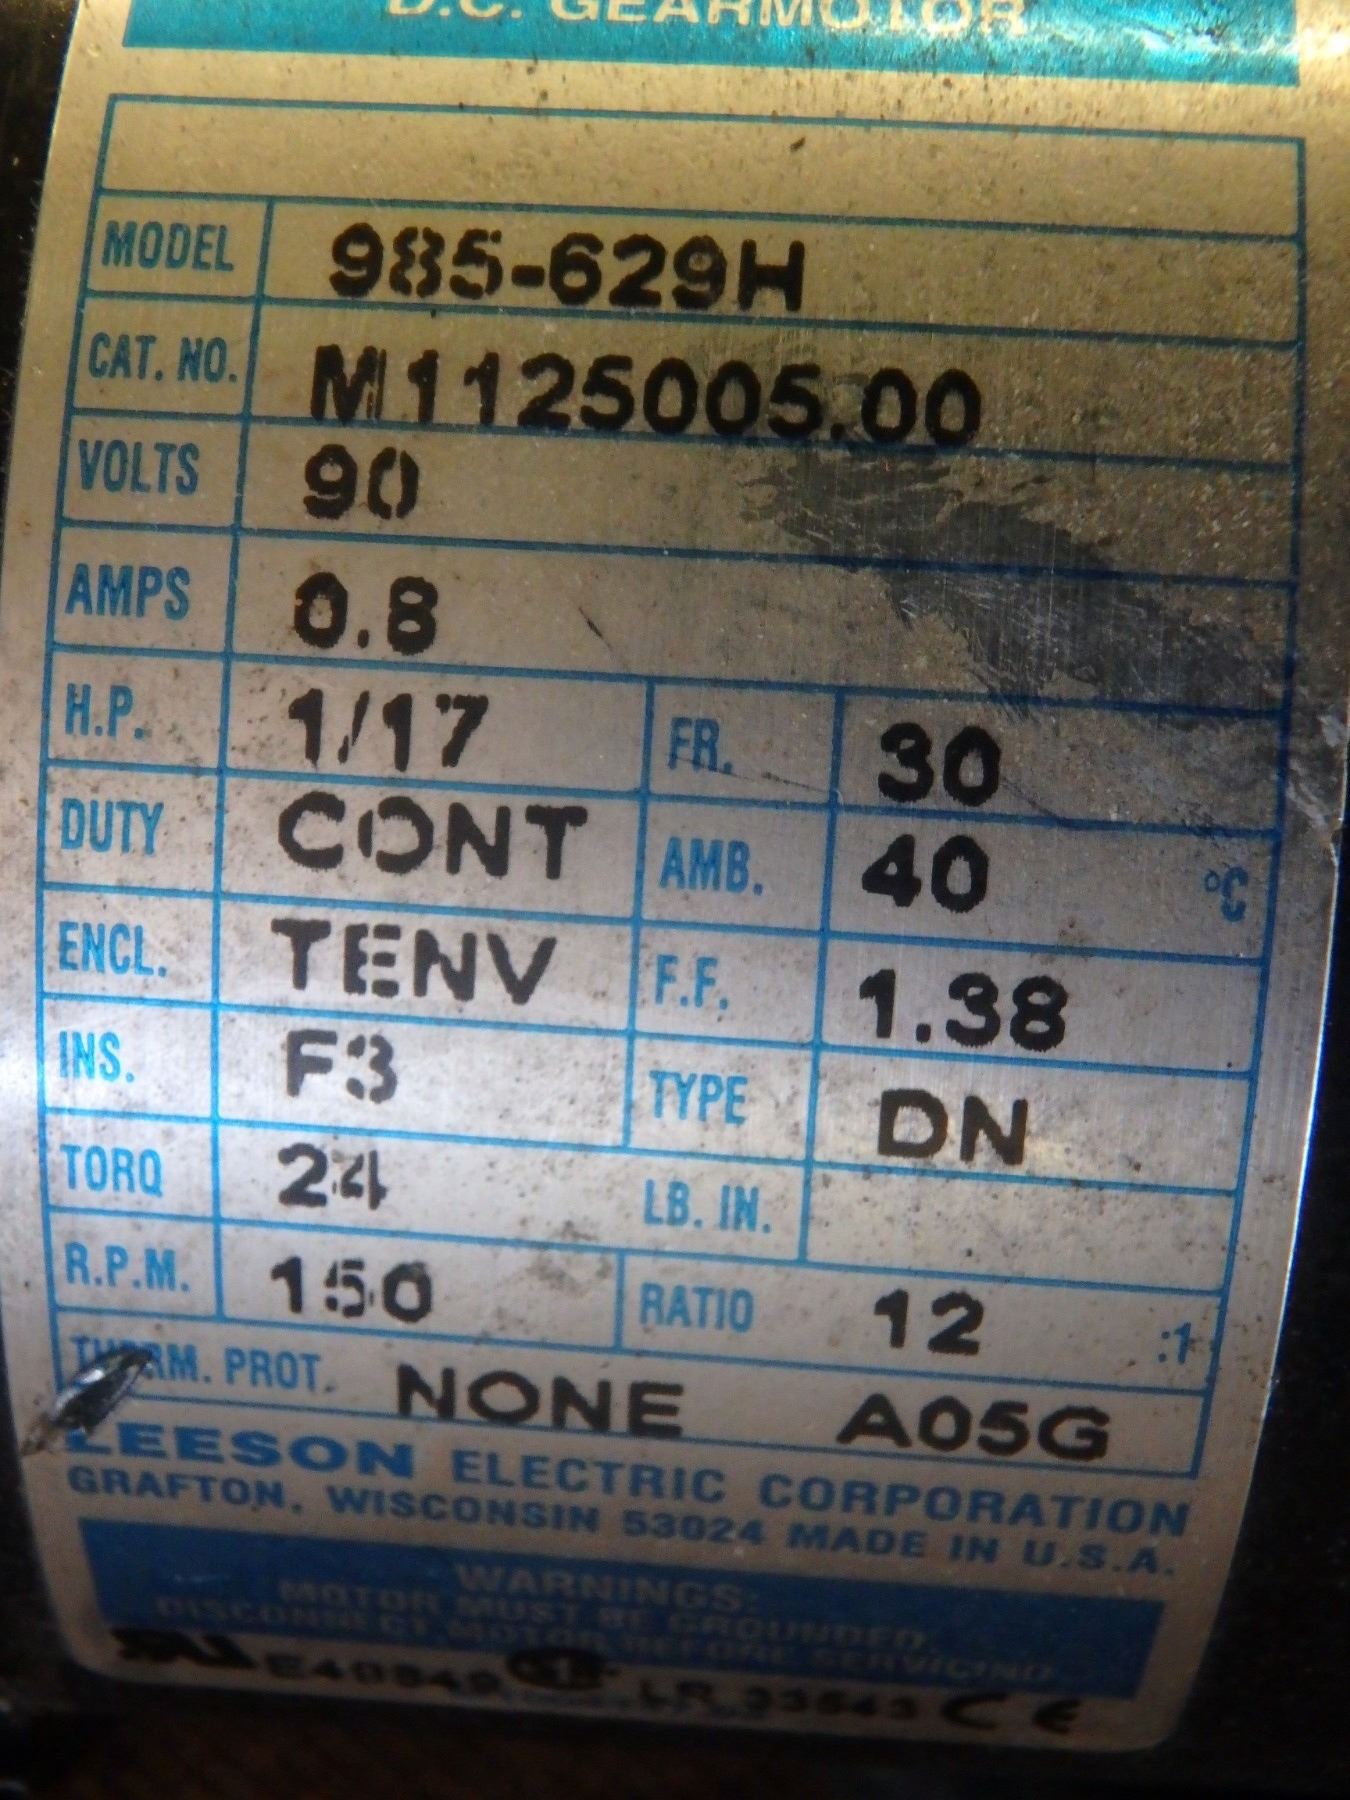 D.C. GEARMOTOR
MODEL 985-629H
CAT. NO. M1125005.00
VOLTS 90
AMPS 0.8
H.P. 1/17 FR. 30
DUTY CONT AMB. 40 °C
ENCL. TENV F.F. 1.38
INS. F3 TYPE DN
TORQ 24 LB. IN.
R.P.M. 150 RATIO 12 :1
THERM. PROT. NONE A05G
LEESON ELECTRIC CORPORATION
GRAFTON, WISCONSIN 53024 MADE IN U.S.A.
WARNINGS:
MOTOR MUST BE GROUNDED.
DISCONNECT MOTOR BEFORE SERVICING
LR CE